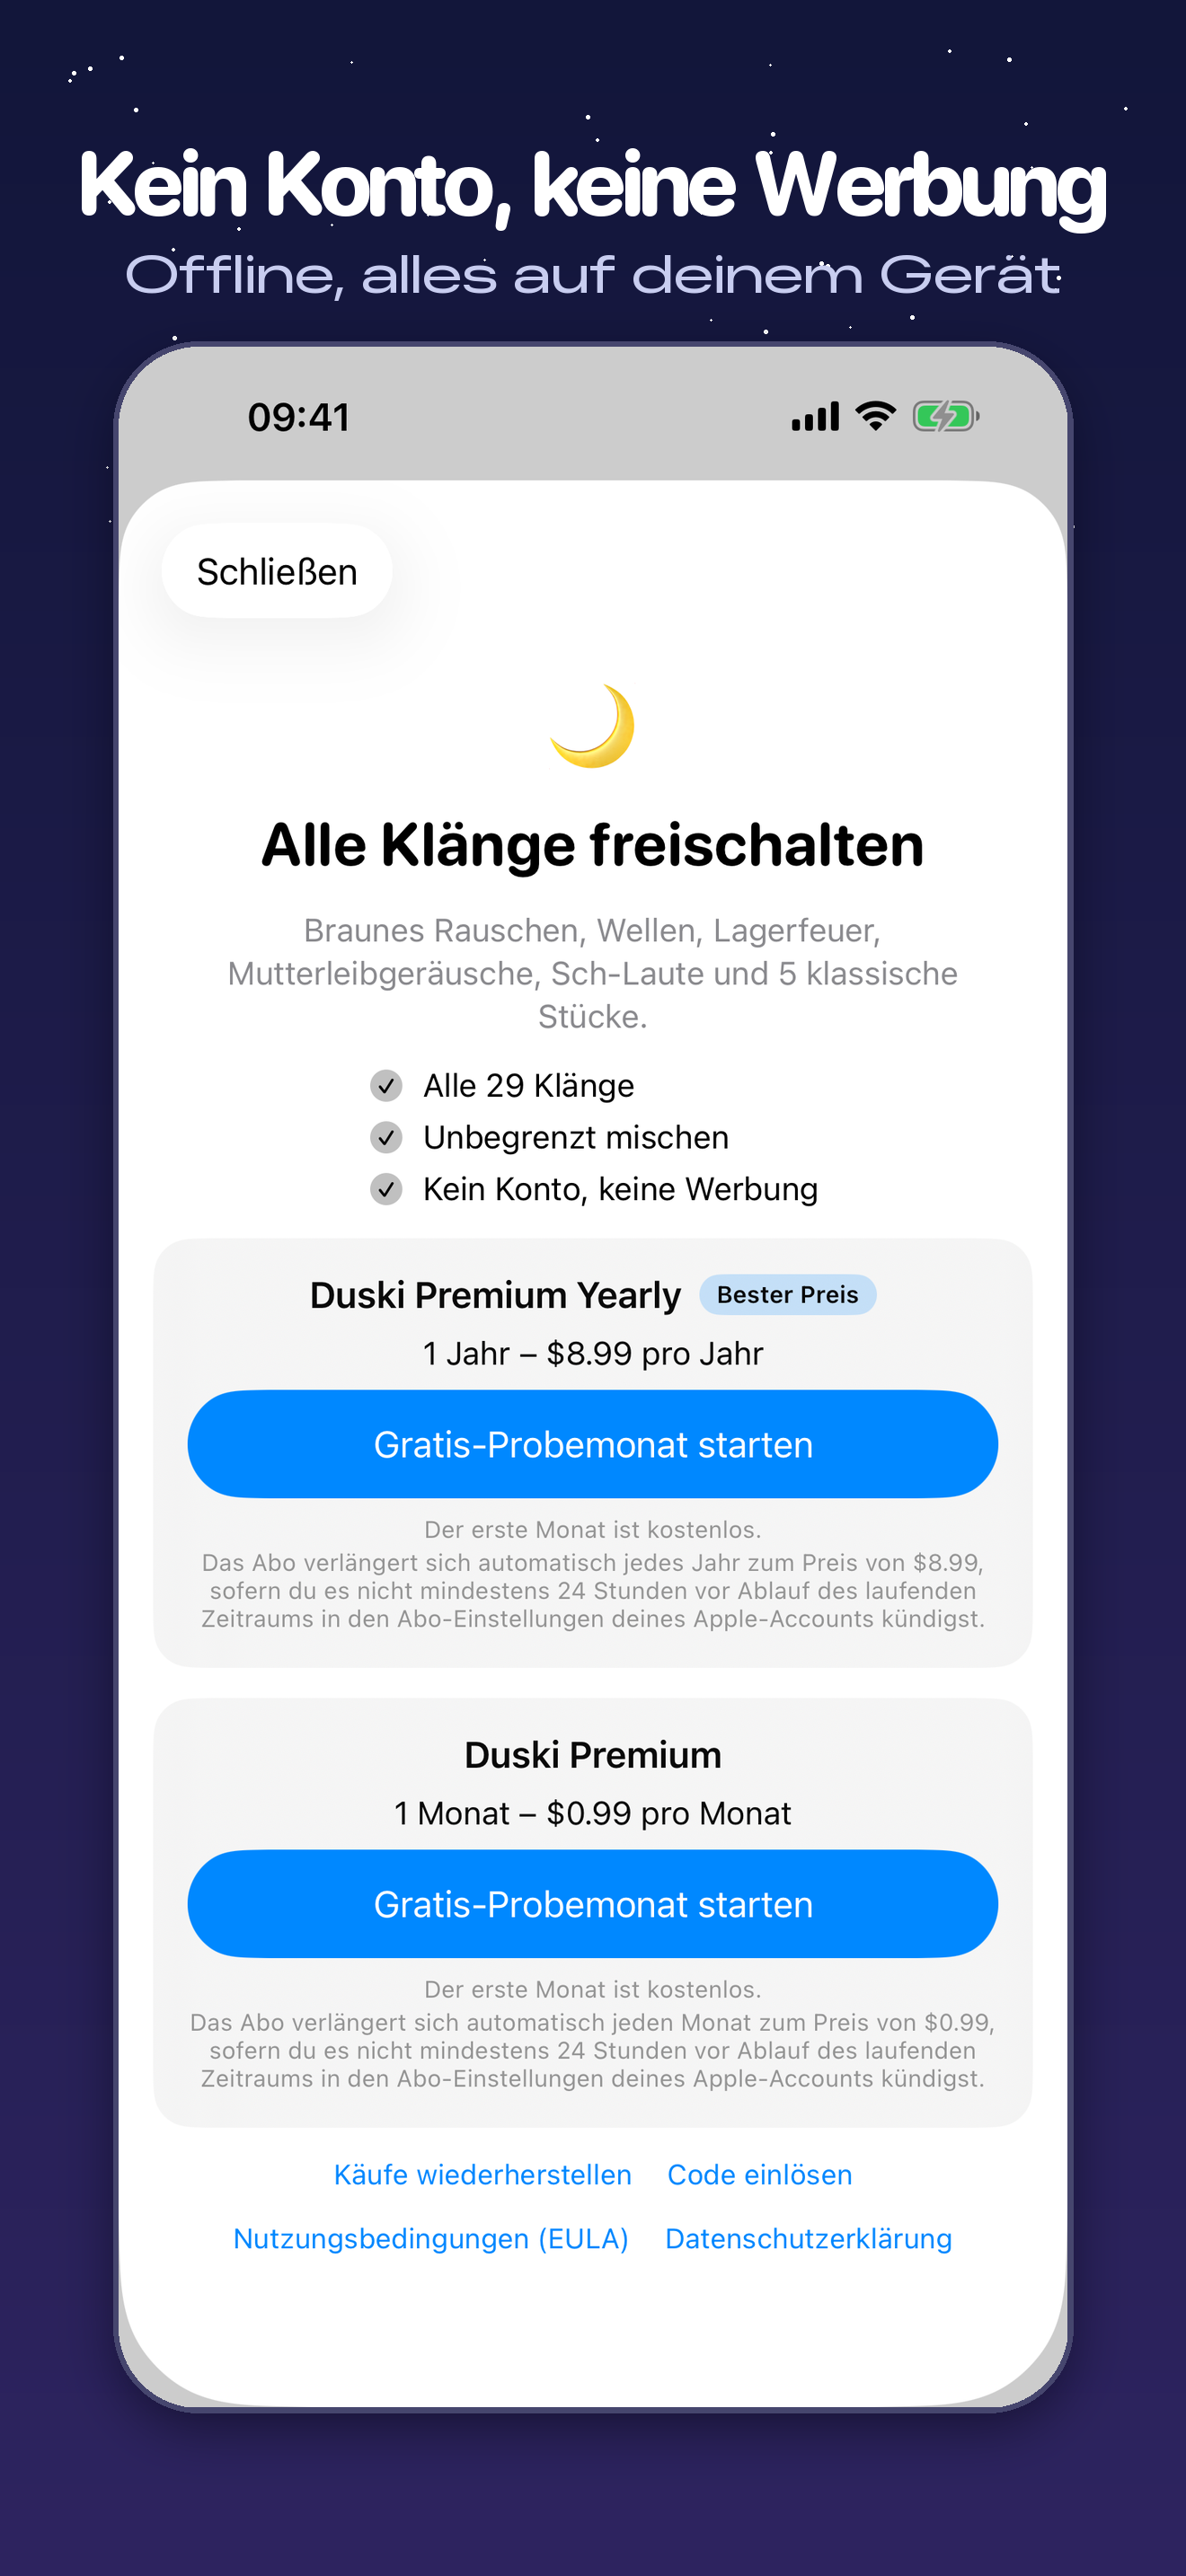 Kein Konto, keine Werbung
Offline, alles auf deinem Gerät
09:41
Schließen
Alle Klänge freischalten
Braunes Rauschen, Wellen, Lagerfeuer,
Mutterleibgeräusche, Sch-Laute und 5 klassische
Stücke.
Alle 29 Klänge
Unbegrenzt mischen
Kein Konto, keine Werbung
Duski Premium Yearly Bester Preis
1 Jahr – $8.99 pro Jahr
Gratis-Probemonat starten
Der erste Monat ist kostenlos.
Das Abo verlängert sich automatisch jedes Jahr zum Preis von $8.99,
sofern du es nicht mindestens 24 Stunden vor Ablauf des laufenden
Zeitraums in den Abo-Einstellungen deines Apple-Accounts kündigst.
Duski Premium
1 Monat – $0.99 pro Monat
Gratis-Probemonat starten
Der erste Monat ist kostenlos.
Das Abo verlängert sich automatisch jeden Monat zum Preis von $0.99,
sofern du es nicht mindestens 24 Stunden vor Ablauf des laufenden
Zeitraums in den Abo-Einstellungen deines Apple-Accounts kündigst.
Käufe wiederherstellen Code einlösen
Nutzungsbedingungen (EULA) Datenschutzerklärung